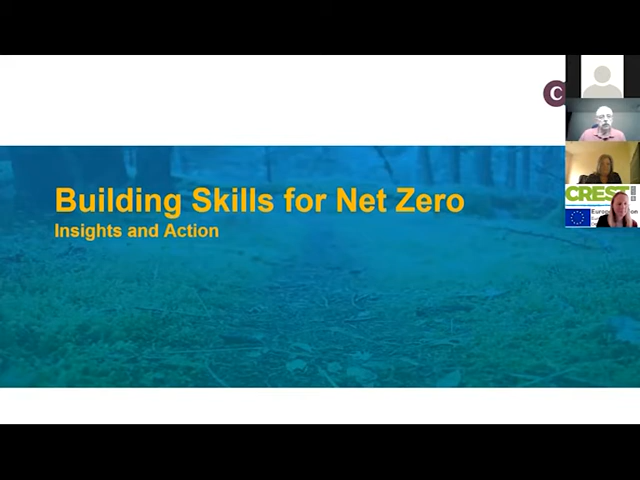 C
Building Skills for Net Zero
Insights and Action
CREST